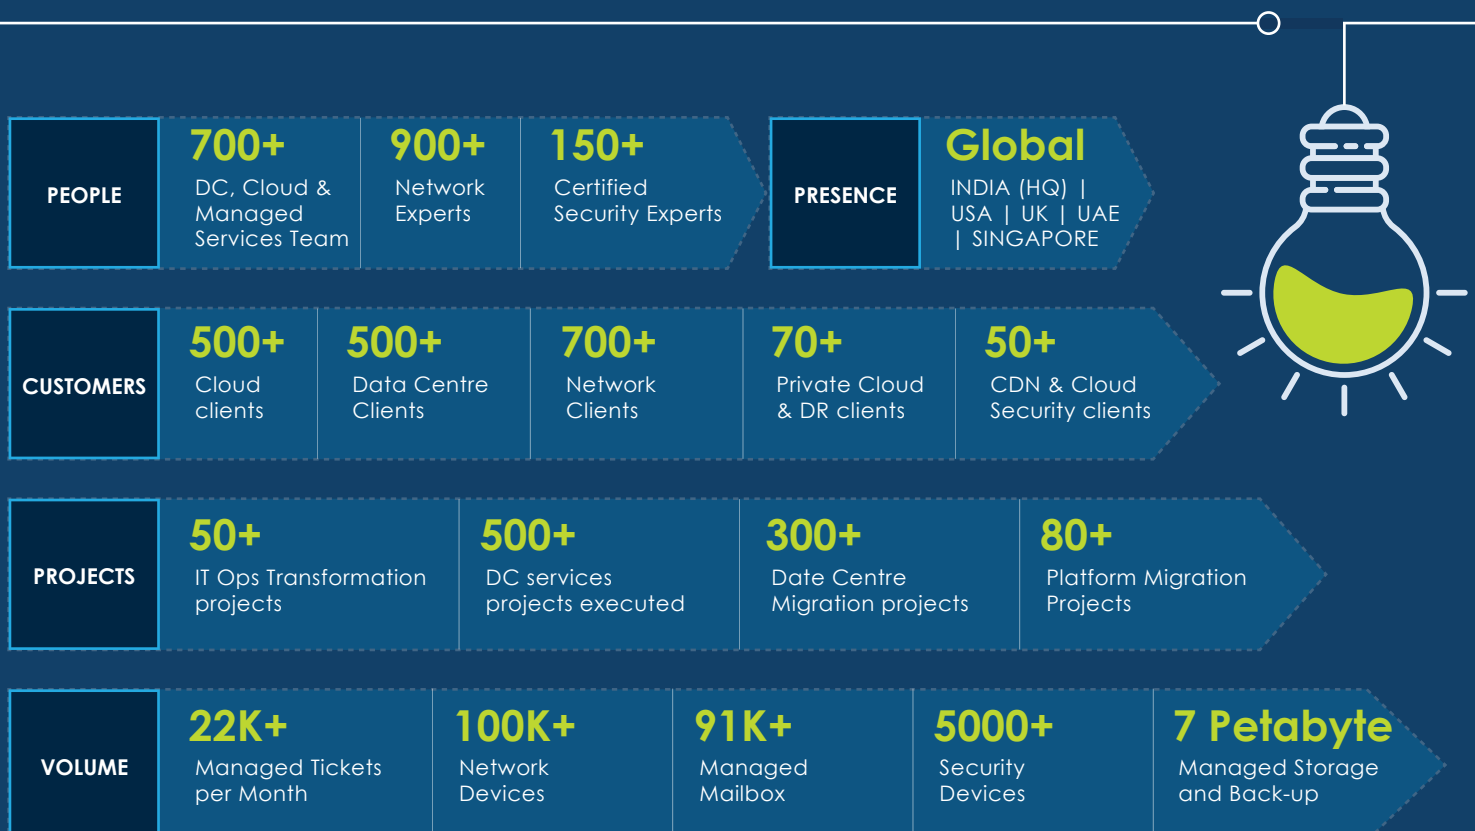 PEOPLE
700+
DC, Cloud &
Managed
Services Team
900+
Network
Experts
150+
Certified
Security Experts
PRESENCE
Global
INDIA (HQ) |
USA | UK | UAE
| SINGAPORE
CUSTOMERS
500+
Cloud
clients
500+
Data Centre
Clients
700+
Network
Clients
70+
Private Cloud
& DR clients
50+
CDN & Cloud
Security clients
PROJECTS
50+
IT Ops Transformation
projects
500+
DC services
projects executed
300+
Date Centre
Migration projects
80+
Platform Migration
Projects
VOLUME
22K+
Managed Tickets
per Month
100K+
Network
Devices
91K+
Managed
Mailbox
5000+
Security
Devices
7 Petabyte
Managed Storage
and Back-up